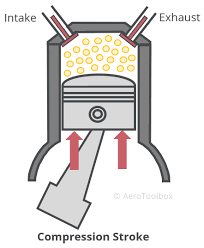 Intake Exhaust
© AeroToolbox
Compression Stroke